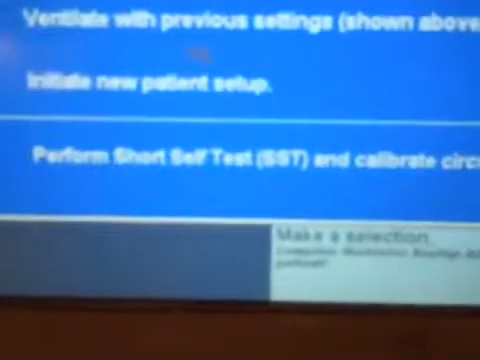 Ventilate with previous settings (shown above
Initiate new patient setup.
Perform Short Self Test (SST) and calibrate circ
Make a selection.